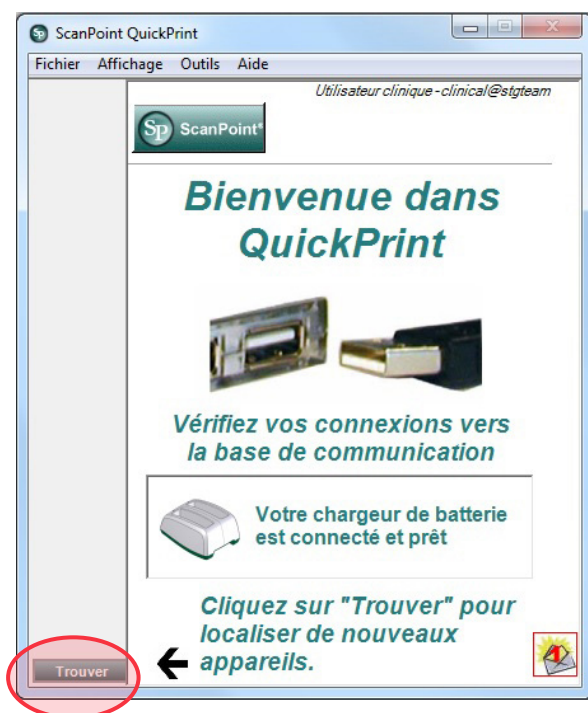 ScanPoint QuickPrint
Fichier Affichage Outils Aide
Utilisateur clinique - clinical@stgteam
Sp ScanPoint®
Bienvenue dans
QuickPrint
Vérifiez vos connexions vers
la base de communication
Votre chargeur de batterie
est connecté et prêt
Cliquez sur "Trouver" pour
localiser de nouveaux
appareils.
Trouver